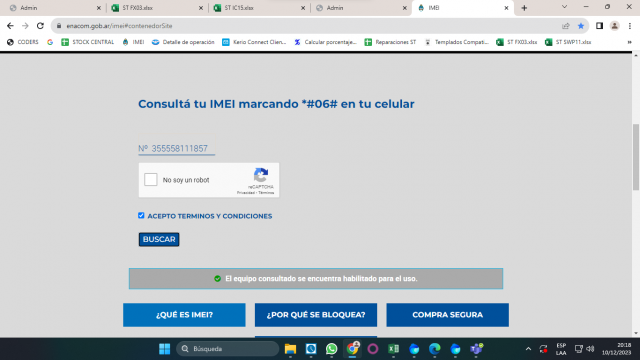 Admin
ST FX03.xlsx
ST IC15.xlsx
Admin
IMEI
enacom.gob.ar/imei#contenedorSite
CODERS
STOCK CENTRAL
IMEI
Detalle de operación
Kerio Connect Clien...
Calcular porcentaje...
Reparaciones ST
Templados Compati...
ST FX03.xlsx
ST SWP11.xlsx
Consultá tu IMEI marcando *#06# en tu celular
Nº 355558111857
No soy un robot
reCAPTCHA
Privacidad - Términos
ACEPTO TERMINOS Y CONDICIONES
BUSCAR
El equipo consultado se encuentra habilitado para el uso.
¿QUÉ ES IMEI?
¿POR QUÉ SE BLOQUEA?
COMPRA SEGURA
Búsqueda
ESP
LAA
20:18
10/12/2023